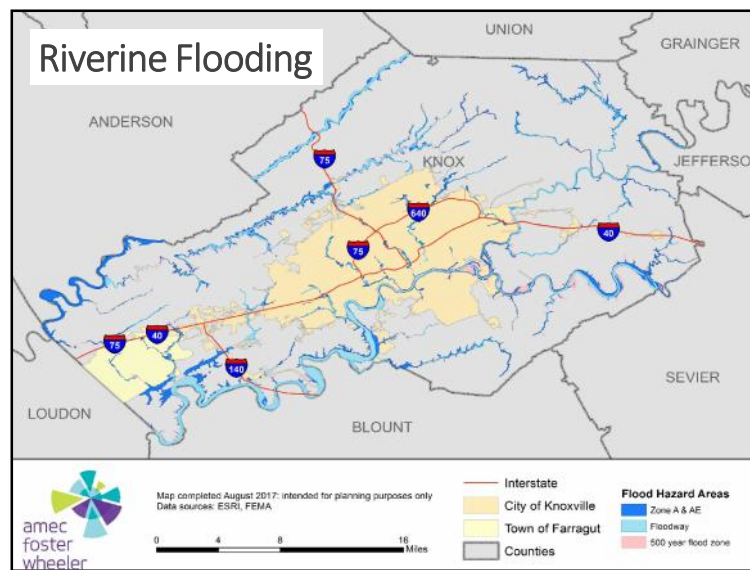 Riverine Flooding
UNION
GRAINGER
ANDERSON
75
KNOX
JEFFERSO
640
40
75
75
40
140
SEVIER
LOUDON
BLOUNT
amec
foster
wheeler
Map completed August 2017: intended for planning purposes only
Data sources: ESRI, FEMA
0 4 8 16
Miles
Interstate
City of Knoxville
Town of Farragut
Counties
Flood Hazard Areas
Zone A & AE
Floodway
500 year flood zone